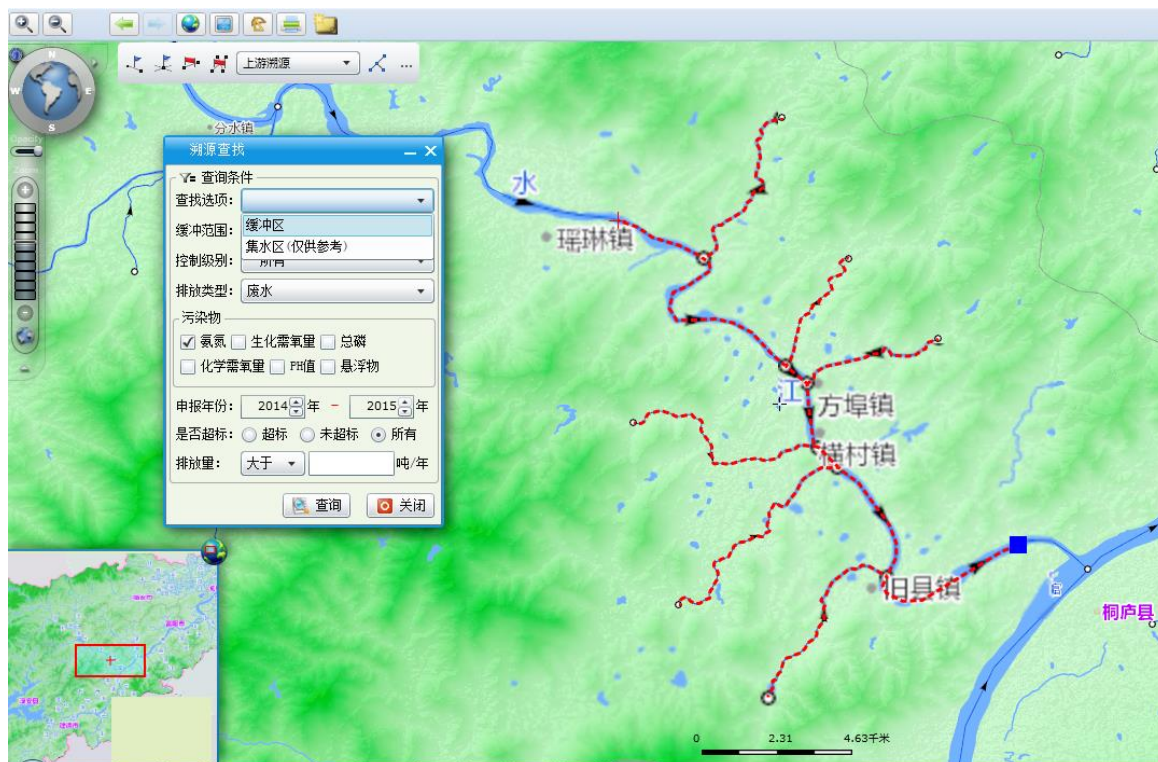 上游溯源
...
N
W
E
S
分水镇
溯源查找
查询条件
查找选项:
缓冲区
缓冲范围:
集水区(仅供参考)
控制级别: 所有
排放类型: 废水
污染物
氨氮 生化需氧量 总磷
化学需氧量 PH值 悬浮物
申报年份: 2014 年 - 2015 年
是否超标: 超标 未超标 所有
排放量: 大于 吨/年
查询 关闭
水
瑶琳镇
江
方埠镇
横村镇
旧县镇
桐庐县
0 2.31 4.63千米